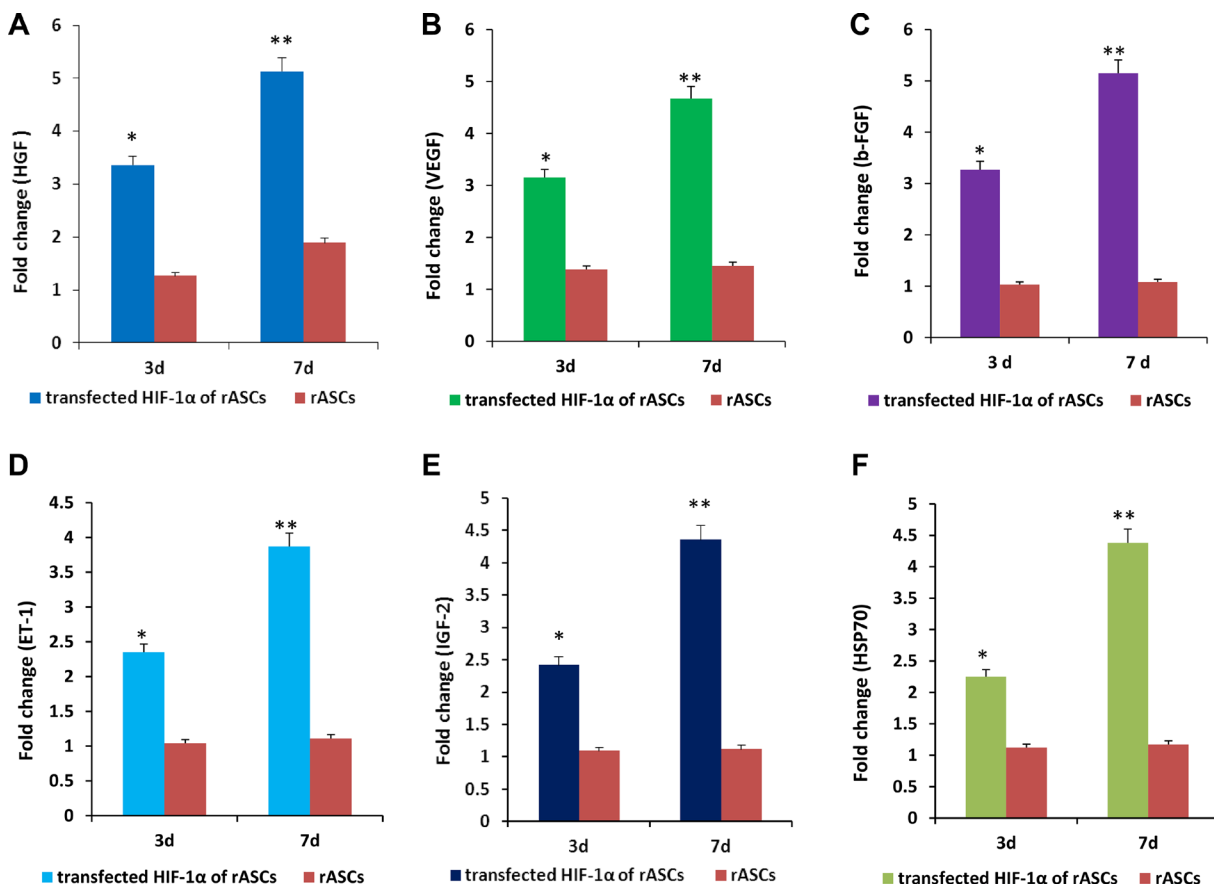 A
Fold change (HGF )
6
5
4
3
2
1
0
*
**
3d
7d
transfected HIF-1α of rASCs
rASCs
B
Fold change (VEGF)
6
5
4
3
2
1
0
*
**
3d
7d
transfected HIF-1α of rASCs
rASCs
C
Fold change (b-FGF)
6
5
4
3
2
1
0
*
**
3 d
7 d
transfected HIF-1α of rASCs
rASCs
D
Fold change (ET-1)
4.5
4
3.5
3
2.5
2
1.5
1
0.5
0
*
**
3d
7d
transfected HIF-1α of rASCs
rASCs
E
Fold change (IGF-2)
5
4.5
4
3.5
3
2.5
2
1.5
1
0.5
0
*
**
3d
7d
transfected HIF-1α of rASCs
rASCs
F
Fold change (HSP70)
5
4.5
4
3.5
3
2.5
2
1.5
1
0.5
0
*
**
3d
7d
transfected HIF-1α of rASCs
rASCs